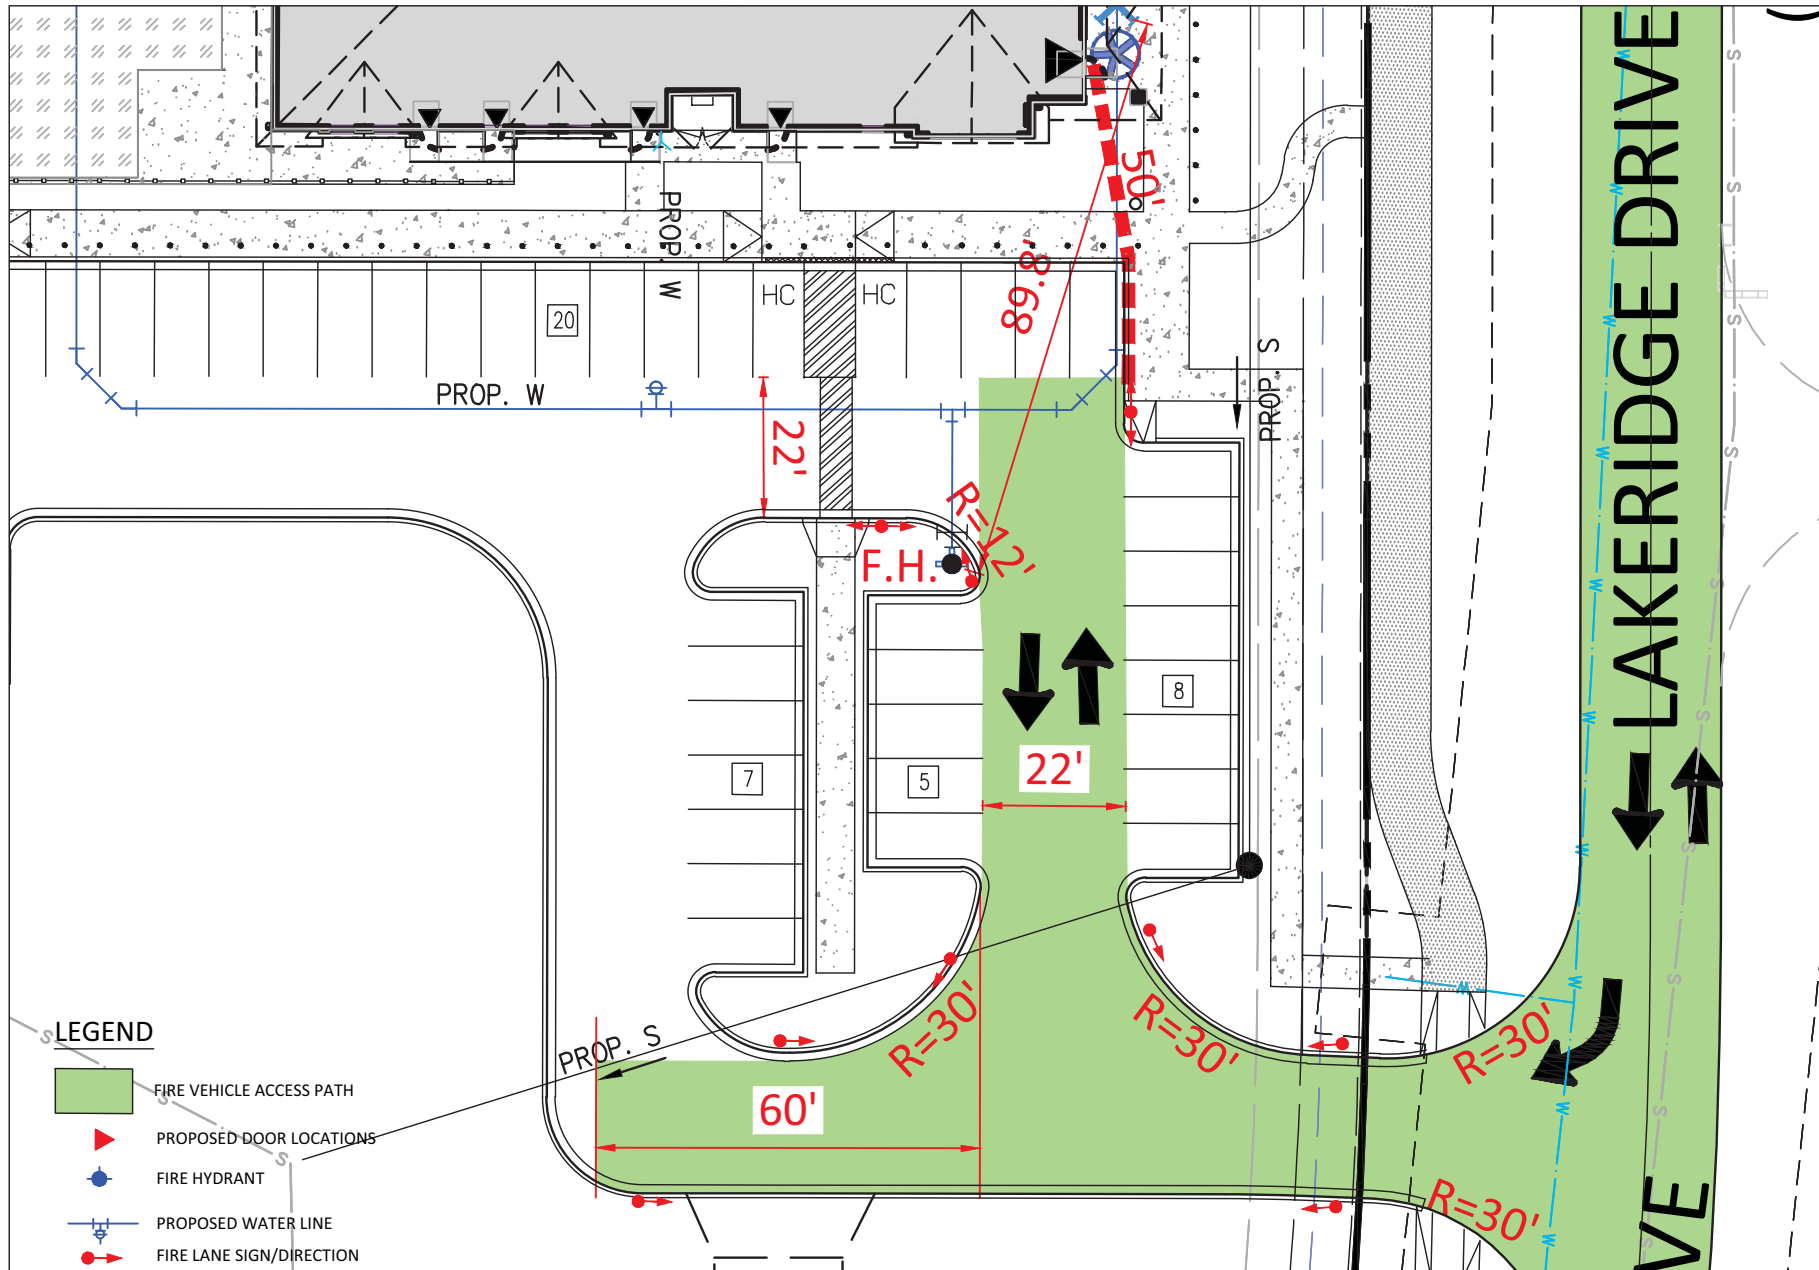 50'
89.8'
PROP. W
HC
HC
20
PROP. W
22'
PROP. S
LAKERIDGE DRIVE
R=12'
F.H.
8
7
5
22'
R=30'
R=30'
R=30'
PROP. S
60'
R=30'
VE
LEGEND
FIRE VEHICLE ACCESS PATH
PROPOSED DOOR LOCATIONS
FIRE HYDRANT
PROPOSED WATER LINE
FIRE LANE SIGN/DIRECTION
S
S
S
S
S
S
S
S
S
S
S
S
S
W
W
W
W
W
W
W
W
W
W